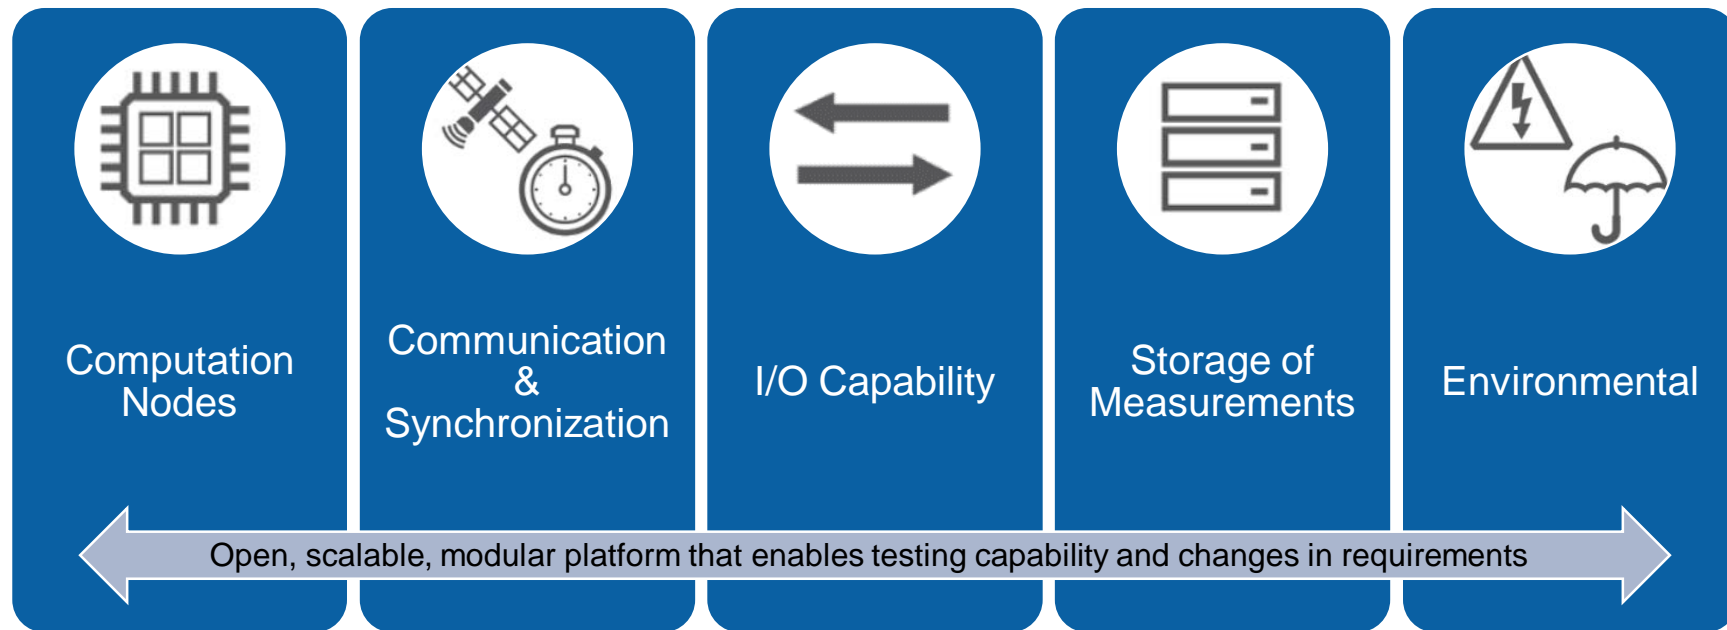 Computation
Nodes
Communication
&
Synchronization
I/O Capability
Storage of
Measurements
Environmental
Open, scalable, modular platform that enables testing capability and changes in requirements